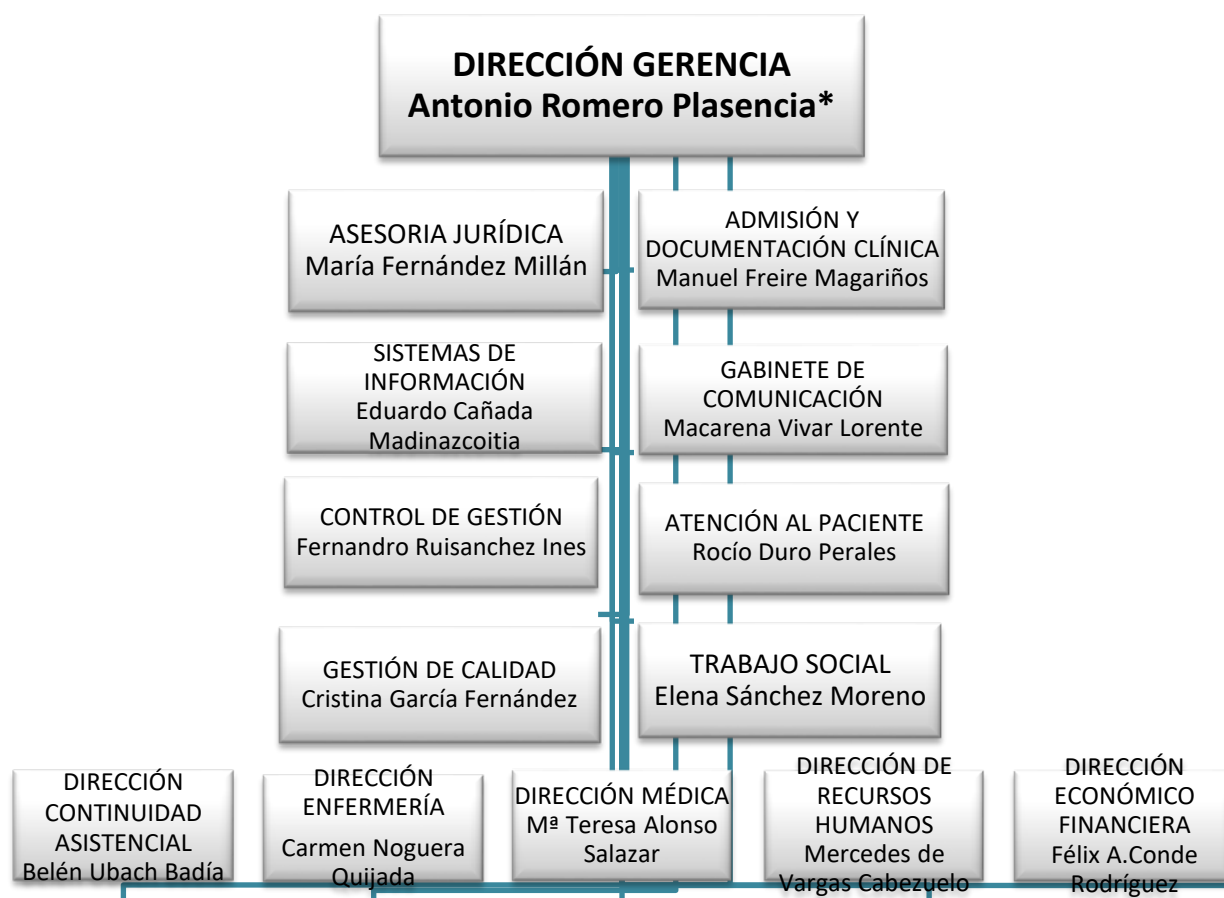 DIRECCIÓN GERENCIA
Antonio Romero Plasencia*
ASESORIA JURÍDICA
María Fernández Millán
ADMISIÓN Y
DOCUMENTACIÓN CLÍNICA
Manuel Freire Magariños
SISTEMAS DE
INFORMACIÓN
Eduardo Cañada
Madinazcoitia
GABINETE DE
COMUNICACIÓN
Macarena Vivar Lorente
CONTROL DE GESTIÓN
Fernandro Ruisanchez Ines
ATENCIÓN AL PACIENTE
Rocío Duro Perales
GESTIÓN DE CALIDAD
Cristina García Fernández
TRABAJO SOCIAL
Elena Sánchez Moreno
DIRECCIÓN
CONTINUIDAD
ASISTENCIAL
Belén Ubach Badía
DIRECCIÓN
ENFERMERÍA
Carmen Noguera
Quijada
DIRECCIÓN MÉDICA
Mª Teresa Alonso
Salazar
DIRECCIÓN DE
RECURSOS
HUMANOS
Mercedes de
Vargas Cabezuelo
DIRECCIÓN
ECONÓMICO
FINANCIERA
Félix A.Conde
Rodríguez